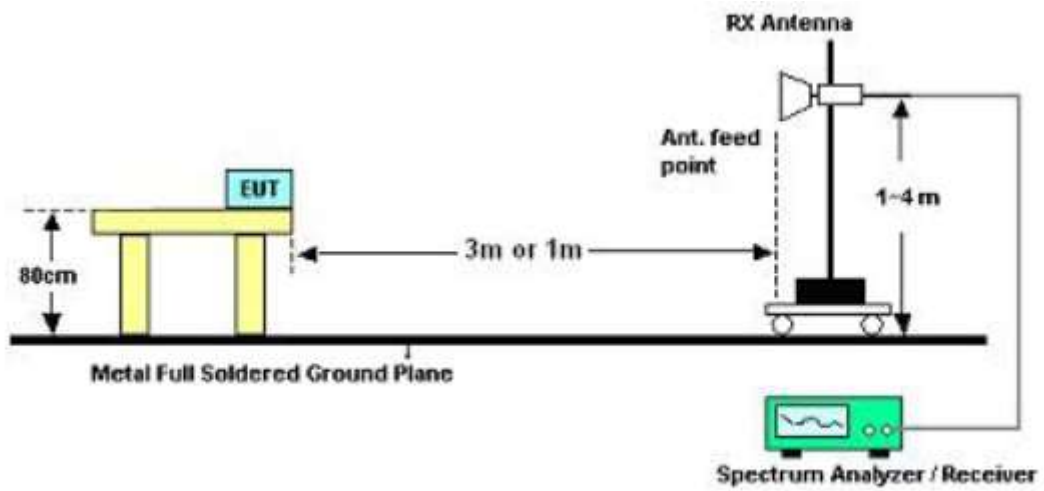 RX Antenna
Ant. feed
point
EUT
1~4 m
3m or 1m
80cm
Metal Full Soldered Ground Plane
Spectrum Analyzer / Receiver